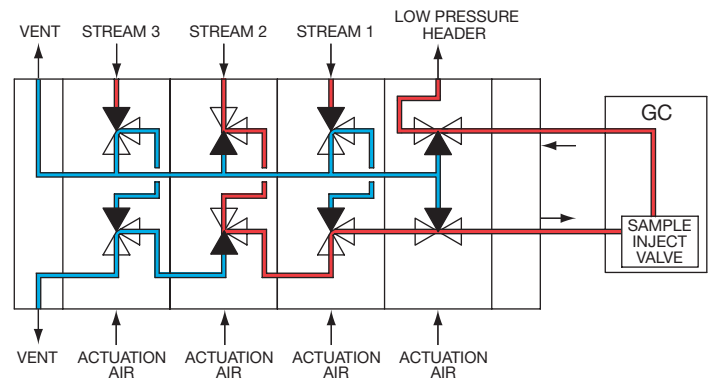 VENT
STREAM 3
STREAM 2
STREAM 1
LOW PRESSURE
HEADER
GC
SAMPLE
INJECT
VALVE
VENT
ACTUATION
AIR
ACTUATION
AIR
ACTUATION
AIR
ACTUATION
AIR